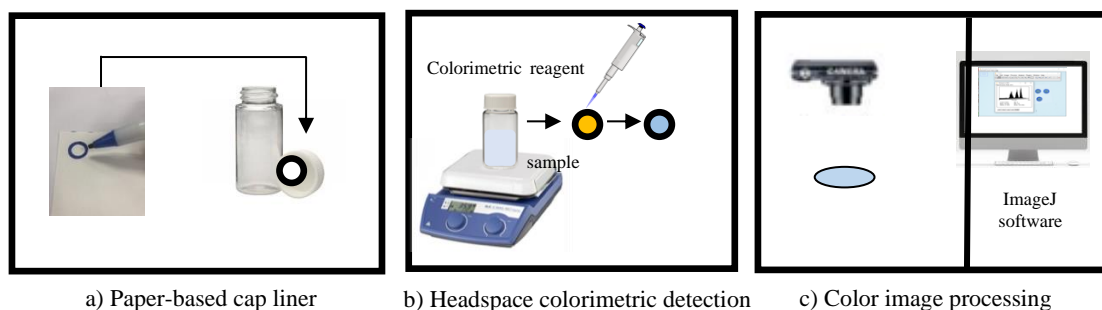 Colorimetric reagent
sample
CAMERA
ImageJ
software
a) Paper-based cap liner
b) Headspace colorimetric detection
c) Color image processing